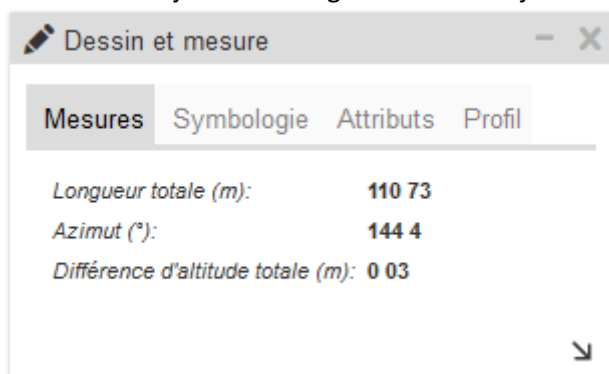 Dessin et mesure
Mesures Symbologie Attributs Profil
Longueur totale (m): 110 73
Azimut (°): 144 4
Différence d'altitude totale (m): 0 03